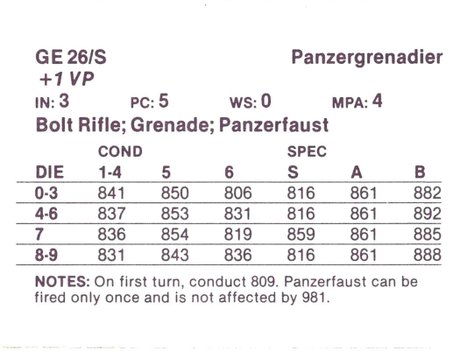 GE 26/S Panzergrenadier
+1 VP
IN: 3 PC: 5 WS: 0 MPA: 4
Bolt Rifle; Grenade; Panzerfaust
COND SPEC
DIE 1-4 5 6 S A B
0-3 841 850 806 816 861 882
4-6 837 853 831 816 861 892
7 836 854 819 859 861 885
8-9 831 843 836 816 861 888
NOTES: On first turn, conduct 809. Panzerfaust can be
fired only once and is not affected by 981.